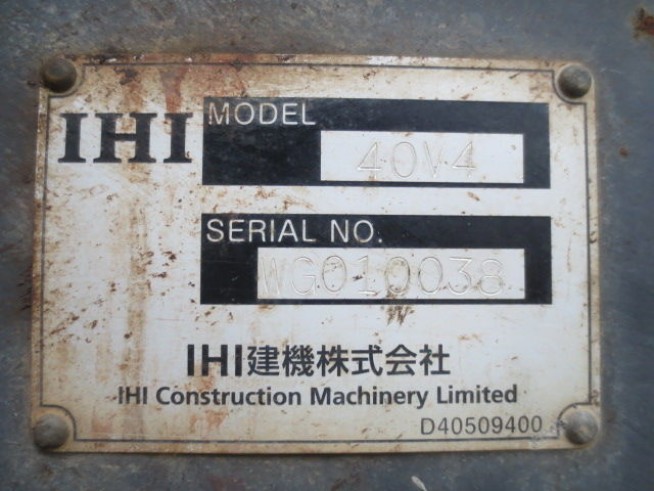 IHI
MODEL
40V4
SERIAL NO.
WG010038
IHI建機株式会社
IHI Construction Machinery Limited
D40509400